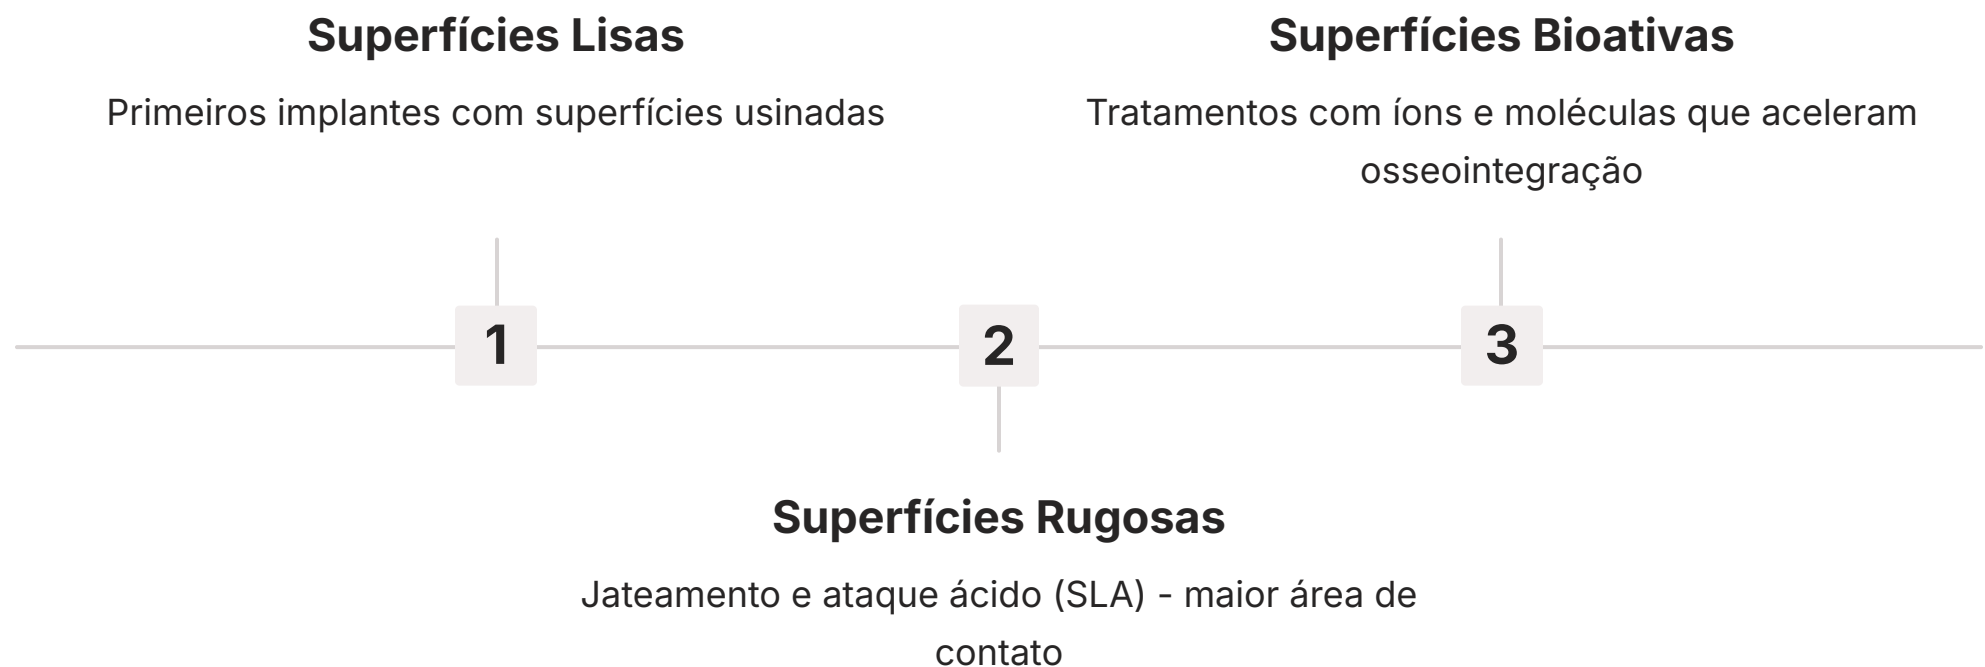 Superfícies Lisas
Primeiros implantes com superfícies usinadas
Superfícies Bioativas
Tratamentos com íons e moléculas que aceleram
osseointegração
1
2
3
Superfícies Rugosas
Jateamento e ataque ácido (SLA) - maior área de
contato